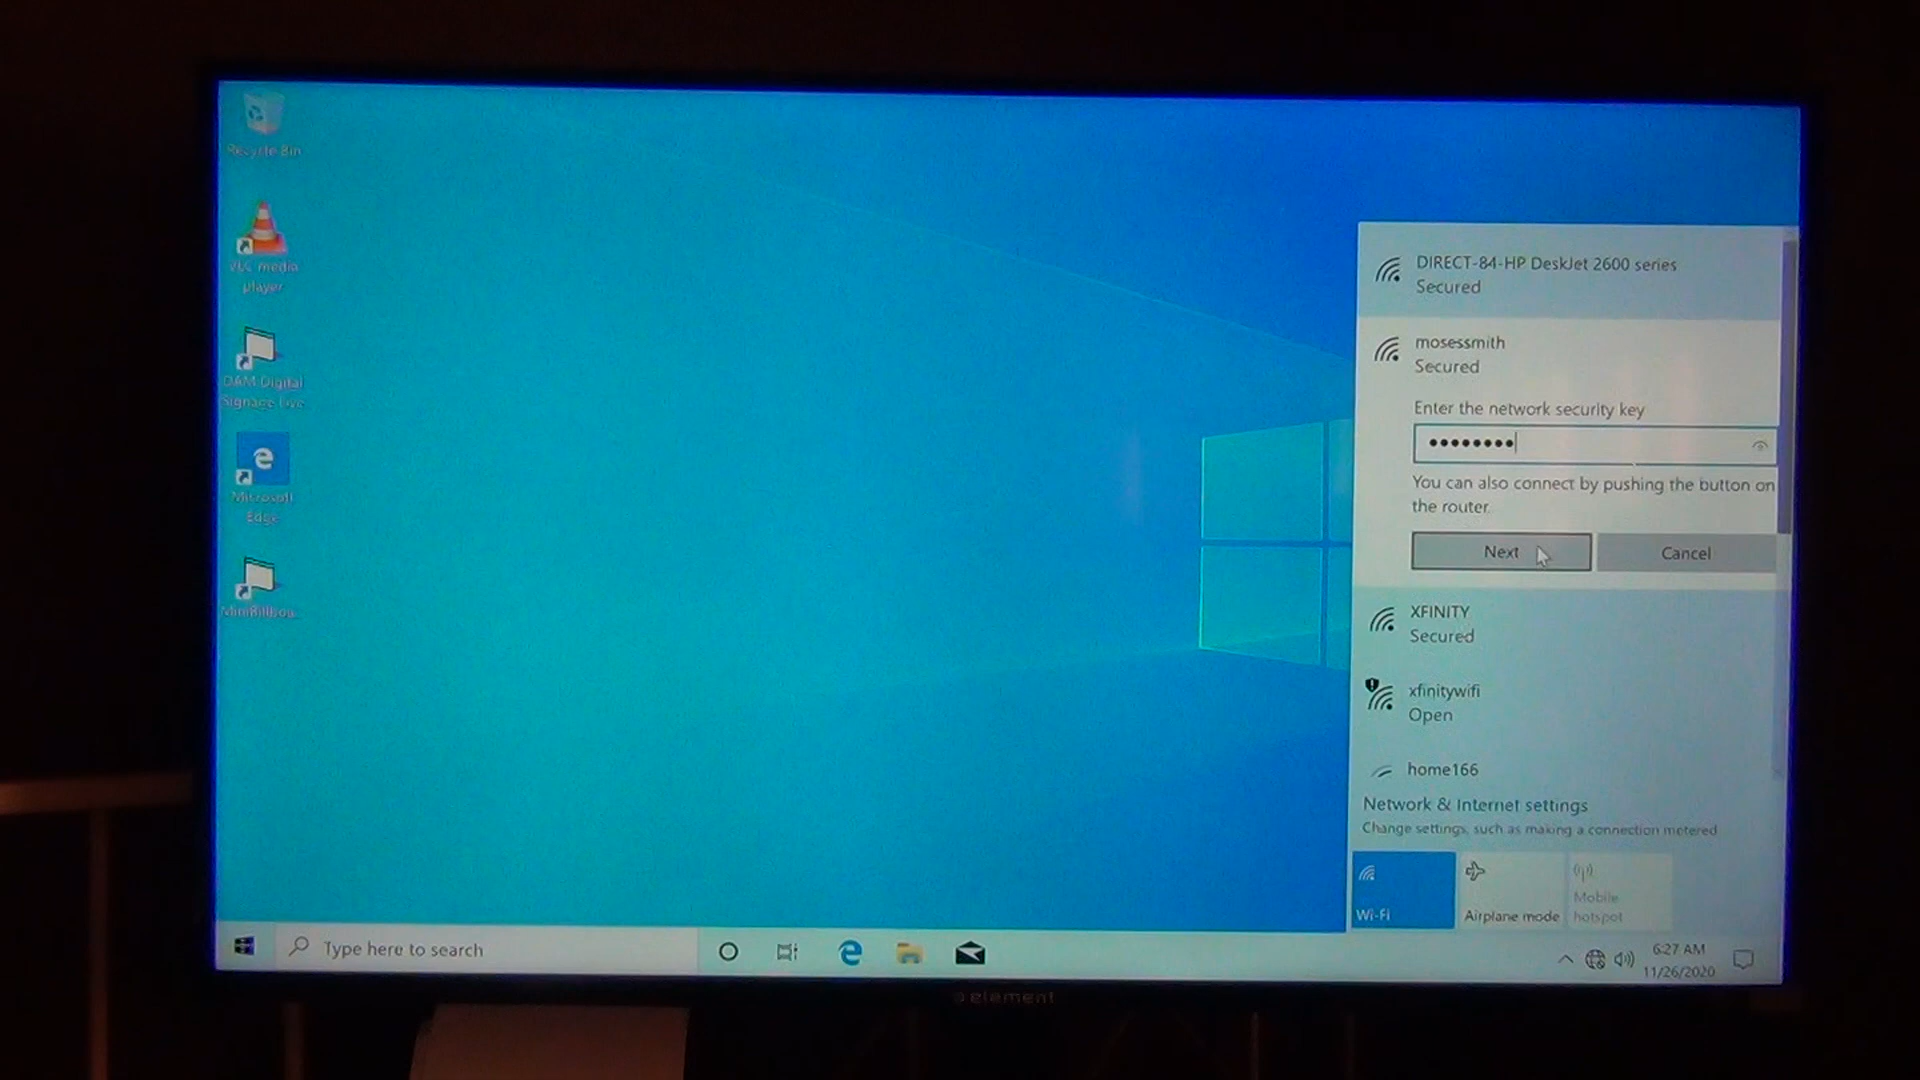 Recycle Bin
VLC media
player
DAM Digital
Signage Live
Microsoft
Edge
DIRECT-84-HP DeskJet 2600 series
Secured
mosessmith
Secured
Enter the network security key
You can also connect by pushing the button on
the router.
Next
Cancel
XFINITY
Secured
xfinitywifi
Open
home166
Network & Internet settings
Change settings, such as making a connection metered
Wi-Fi
Airplane mode
Mobile
hotspot
Type here to search
6:27 AM
11/26/2020
element